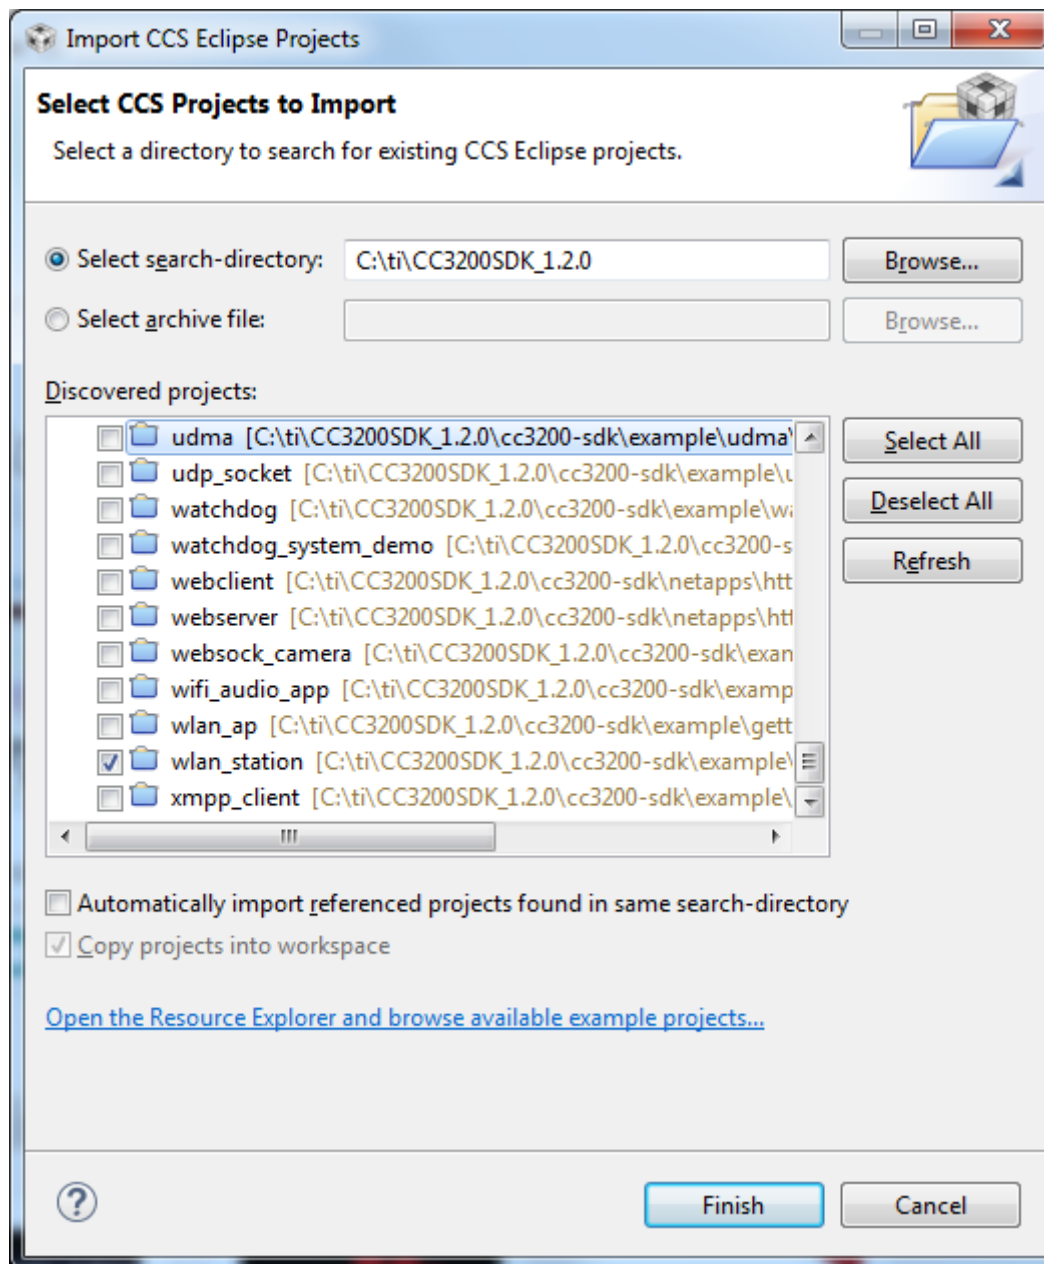 Import CCS Eclipse Projects
Select CCS Projects to Import
Select a directory to search for existing CCS Eclipse projects.
Select search-directory: C:\ti\CC3200SDK_1.2.0 Browse...
Select archive file: Browse...
Discovered projects:
udma [C:\ti\CC3200SDK_1.2.0\cc3200-sdk\example\udma\ Select All
udp_socket [C:\ti\CC3200SDK_1.2.0\cc3200-sdk\example\u
watchdog [C:\ti\CC3200SDK_1.2.0\cc3200-sdk\example\wa Deselect All
watchdog_system_demo [C:\ti\CC3200SDK_1.2.0\cc3200-s
webclient [C:\ti\CC3200SDK_1.2.0\cc3200-sdk\netapps\htt Refresh
webserver [C:\ti\CC3200SDK_1.2.0\cc3200-sdk\netapps\htt
websock_camera [C:\ti\CC3200SDK_1.2.0\cc3200-sdk\exan
wifi_audio_app [C:\ti\CC3200SDK_1.2.0\cc3200-sdk\examp
wlan_ap [C:\ti\CC3200SDK_1.2.0\cc3200-sdk\example\gett
wlan_station [C:\ti\CC3200SDK_1.2.0\cc3200-sdk\example\
xmpp_client [C:\ti\CC3200SDK_1.2.0\cc3200-sdk\example\
Automatically import referenced projects found in same search-directory
Copy projects into workspace
Open the Resource Explorer and browse available example projects...
? Finish Cancel